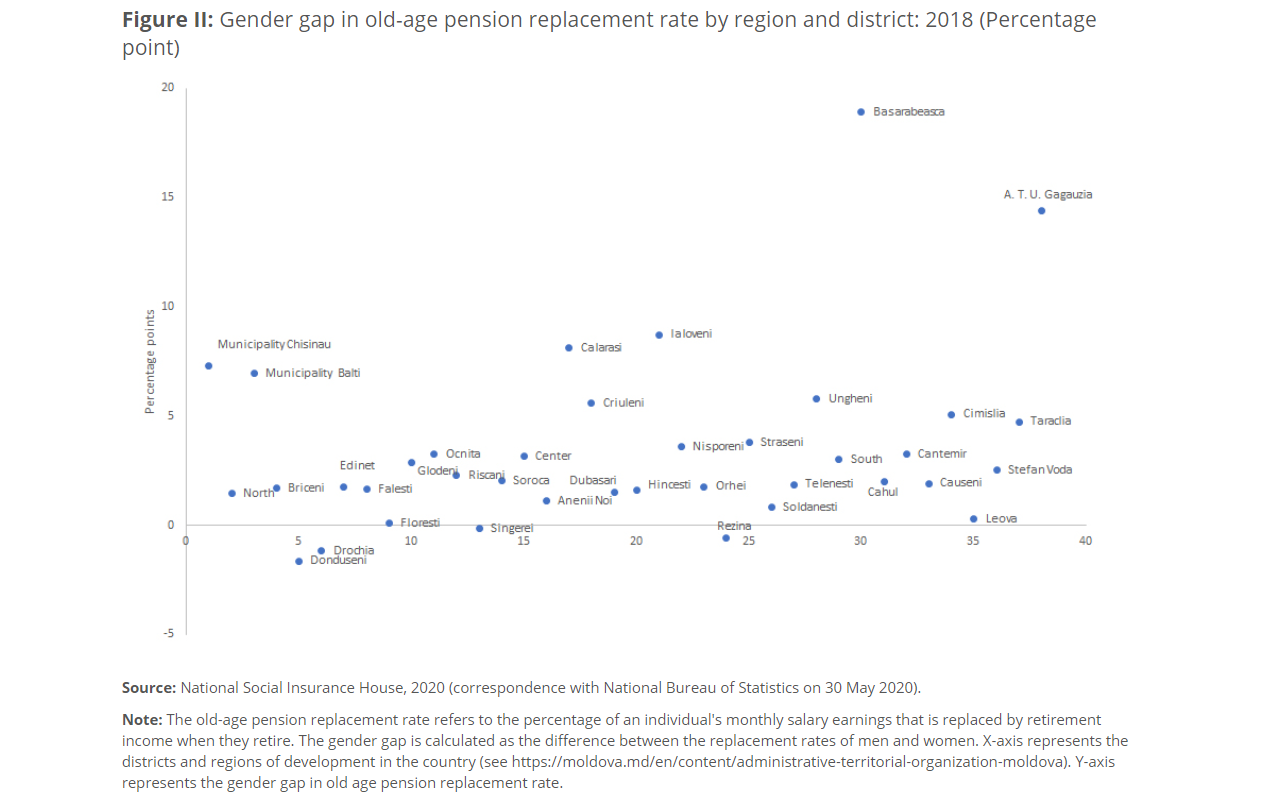 Figure II: Gender gap in old-age pension replacement rate by region and district: 2018 (Percentage
point)
20
Basarabeasca
15
A. T. U. Gagauzia
10
Percentage points
Municipality Chisinau
Ialoveni
Calarasi
Municipality Balti
Criuleni
Ungheni
5
Cimislia
Taraclia
Nisporeni
Straseni
Ocnita
Center
South
Cantemir
Edinet
Glodeni
Riscani
Stefan Voda
Soroca
Dubasari
North
Briceni
Falesti
Hincesti
Orhei
Telenesti
Cahul
Causeni
Anenii Noi
Soldanesti
Floresti
Singerei
Rezina
Leova
0
0
5
10
15
20
25
30
35
40
Drochia
Donduseni
-5
Source: National Social Insurance House, 2020 (correspondence with National Bureau of Statistics on 30 May 2020).
Note: The old-age pension replacement rate refers to the percentage of an individual's monthly salary earnings that is replaced by retirement
income when they retire. The gender gap is calculated as the difference between the replacement rates of men and women. X-axis represents the
districts and regions of development in the country (see https://moldova.md/en/content/administrative-territorial-organization-moldova). Y-axis
represents the gender gap in old age pension replacement rate.